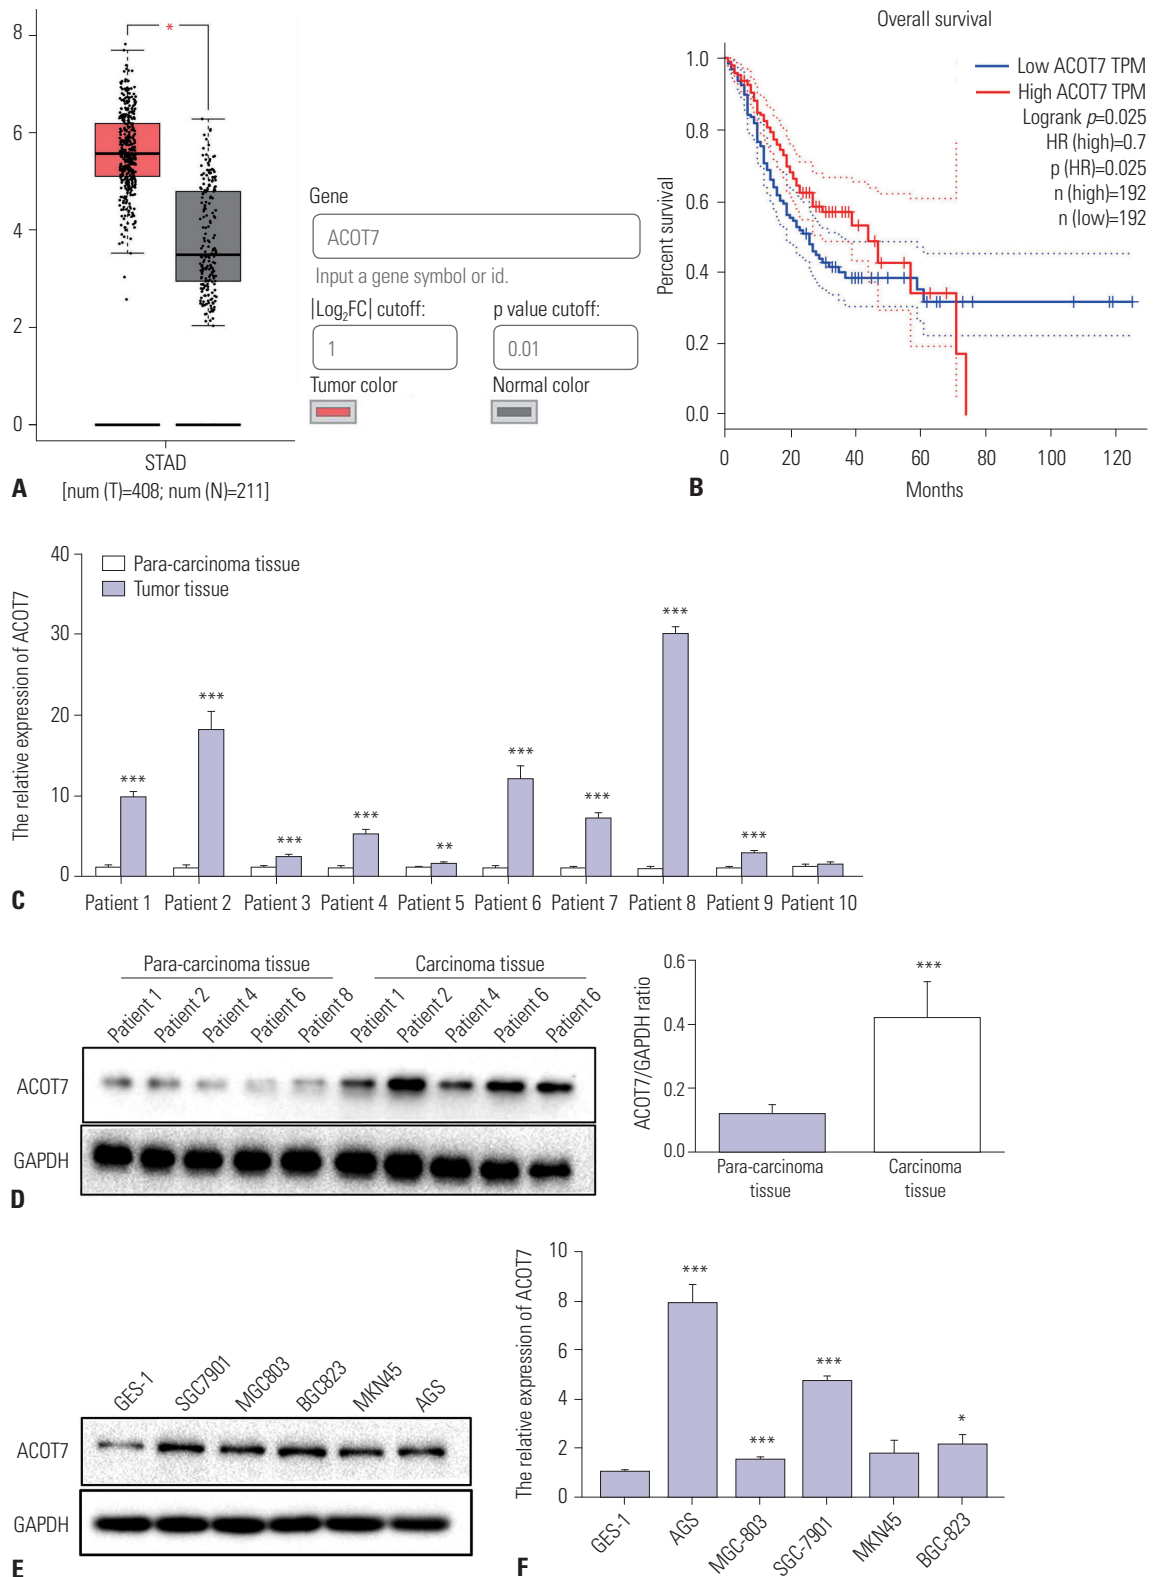 8
6
4
2
0
*
STAD
[num (T)=408; num (N)=211]
A
Gene
ACOT7
Input a gene symbol or id.
|Log₂FC| cutoff:
p value cutoff:
1
0.01
Tumor color
Normal color
Overall survival
Percent survival
1.0
0.8
0.6
0.4
0.2
0.0
Low ACOT7 TPM
High ACOT7 TPM
Logrank p=0.025
HR (high)=0.7
p (HR)=0.025
n (high)=192
n (low)=192
0 20 40 60 80 100 120
Months
B
The relative expression of ACOT7
40
30
20
10
0
Para-carcinoma tissue
Tumor tissue
*** *** *** *** ** *** *** *** ***
Patient 1 Patient 2 Patient 3 Patient 4 Patient 5 Patient 6 Patient 7 Patient 8 Patient 9 Patient 10
C
Para-carcinoma tissue Carcinoma tissue
Patient 1 Patient 2 Patient 4 Patient 6 Patient 8 Patient 1 Patient 2 Patient 4 Patient 6 Patient 6
ACOT7
GAPDH
D
ACOT7/GAPDH ratio
0.6
0.4
0.2
0.0
***
Para-carcinoma
tissue
Carcinoma
tissue
GES-1 SGC7901 MGC803 BGC823 MKN45 AGS
ACOT7
GAPDH
E
The relative expression of ACOT7
10
8
6
4
2
0
*** *** *** *
GES-1 AGS MGC-803 SGC-7901 MKN45 BGC-823
F